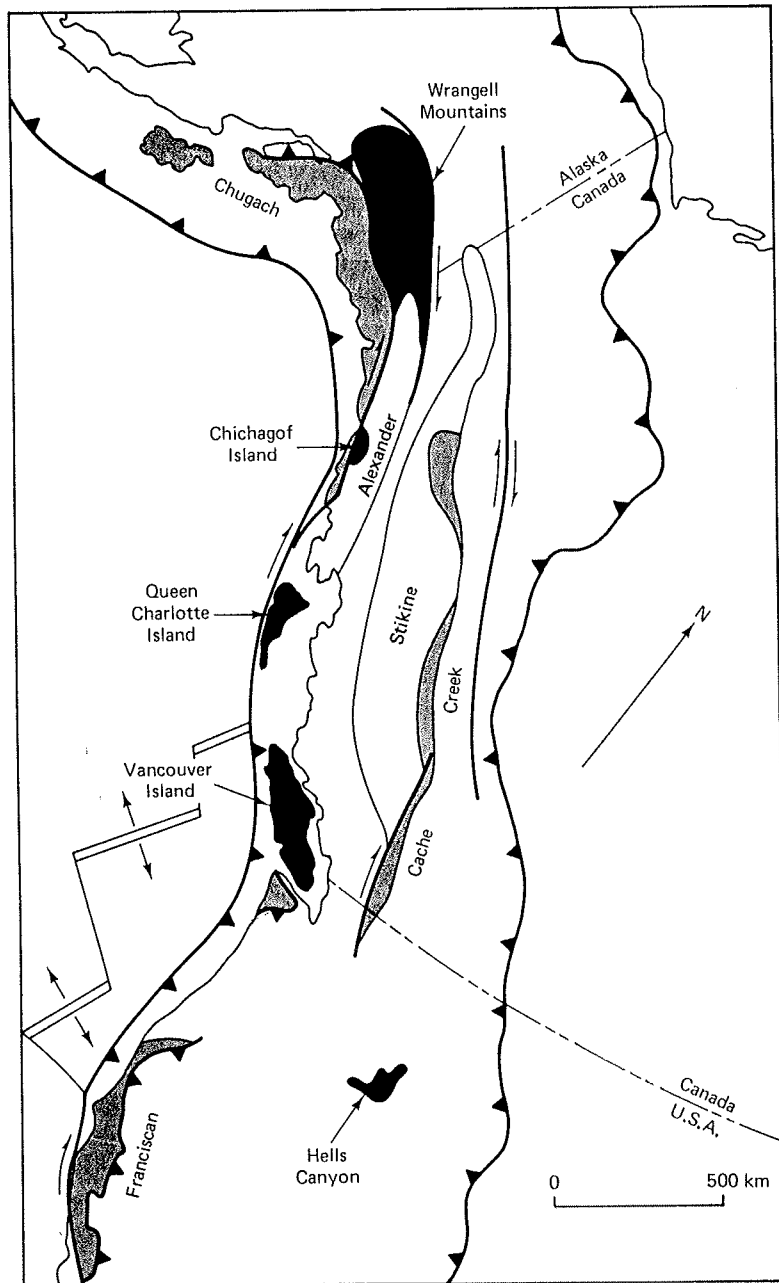 Wrangell
Mountains
Chugach
Alaska
Canada
Chichagof
Island
Alexander
Queen
Charlotte
Island
Stikine
N
Creek
Vancouver
Island
Cache
Canada
U.S.A.
Franciscan
Hells
Canyon
0 500 km